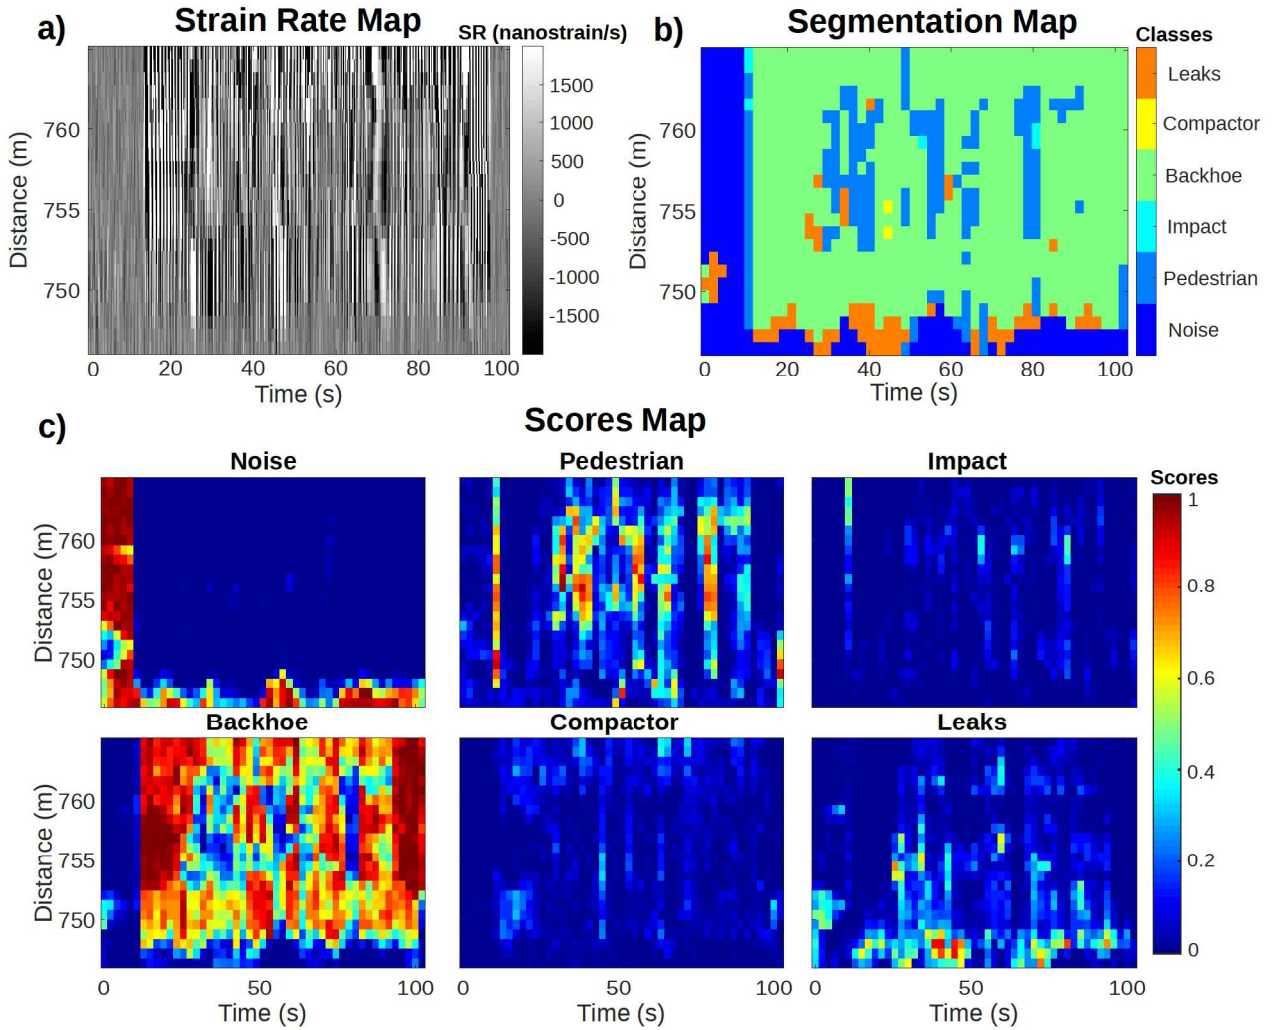 a)
Strain Rate Map
SR (nanostrain/s)
Distance (m)
760
755
750
0 20 40 60 80 100
Time (s)
1500
1000
500
0
-500
-1000
-1500
b)
Segmentation Map
Classes
Distance (m)
760
755
750
0 20 40 60 80 100
Time (s)
Leaks
Compactor
Backhoe
Impact
Pedestrian
Noise
c)
Scores Map
Noise
Pedestrian
Impact
Scores
Distance (m)
760
755
750
1
0.8
0.6
0.4
0.2
0
Backhoe
Compactor
Leaks
Distance (m)
760
755
750
0 50 100
Time (s)
50 100
Time (s)
0 50 100
Time (s)